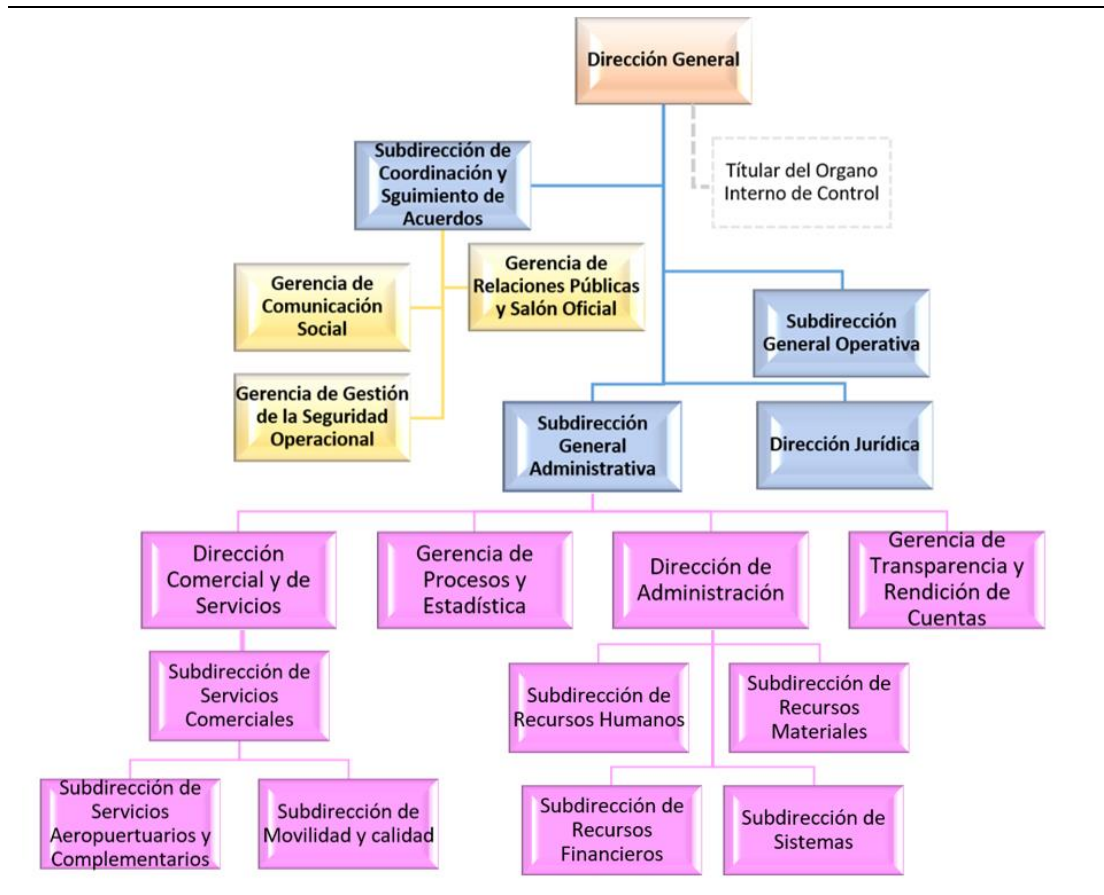 Dirección General
Títular del Organo
Interno de Control
Subdirección de
Coordinación y
Sguimiento de
Acuerdos
Gerencia de
Comunicación
Social
Gerencia de
Relaciones Públicas
y Salón Oficial
Gerencia de Gestión
de la Seguridad
Operacional
Subdirección
General Operativa
Subdirección
General
Administrativa
Dirección Jurídica
Dirección
Comercial y de
Servicios
Gerencia de
Procesos y
Estadística
Dirección de
Administración
Gerencia de
Transparencia y
Rendición de
Cuentas
Subdirección de
Servicios
Comerciales
Subdirección de
Recursos Humanos
Subdirección de
Recursos
Materiales
Subdirección de
Servicios
Aeropuertuarios y
Complementarios
Subdirección de
Movilidad y calidad
Subdirección de
Recursos
Financieros
Subdirección de
Sistemas